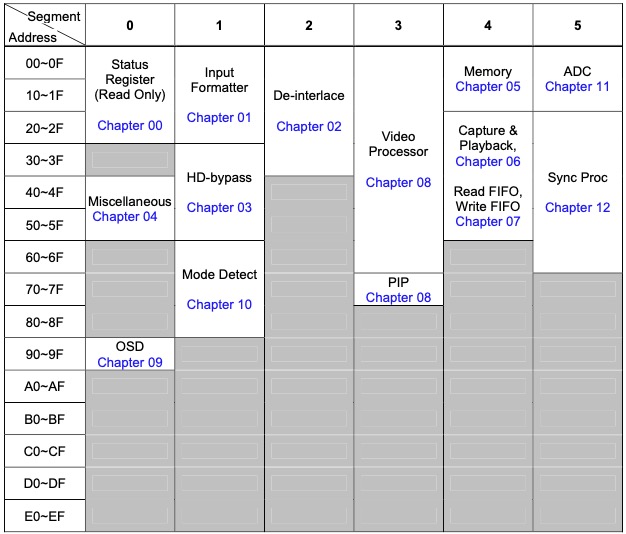 Segment
Address
0 1 2 3 4 5
00~0F
10~1F
20~2F
30~3F
40~4F
50~5F
60~6F
70~7F
80~8F
90~9F
A0~AF
B0~BF
C0~CF
D0~DF
E0~EF
Status
Register
(Read Only)
Chapter 00
Miscellaneous
Chapter 04
OSD
Chapter 09
Input
Formatter
Chapter 01
HD-bypass
Chapter 03
Mode Detect
Chapter 10
De-interlace
Chapter 02
Video
Processor
Chapter 08
PIP
Chapter 08
Memory
Chapter 05
Capture &
Playback,
Chapter 06
Read FIFO,
Write FIFO
Chapter 07
ADC
Chapter 11
Sync Proc
Chapter 12